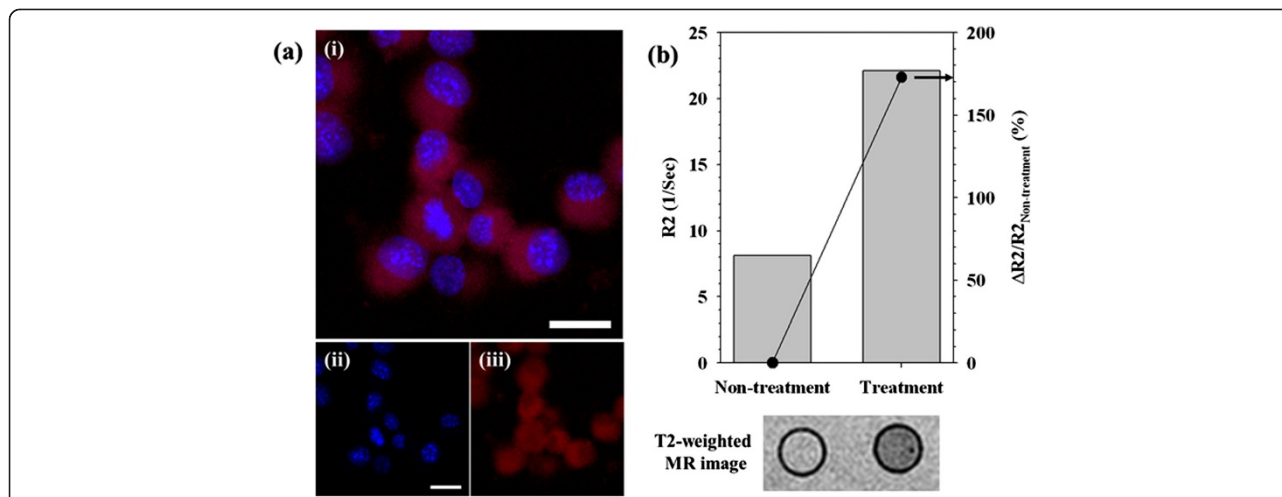 (a)
(i)
(ii)
(iii)
(b)
25
20
15
10
5
0
R2 (1/Sec)
200
150
100
50
0
ΔR2/R2Non-treatment (%)
Non-treatment Treatment
T2-weighted
MR image